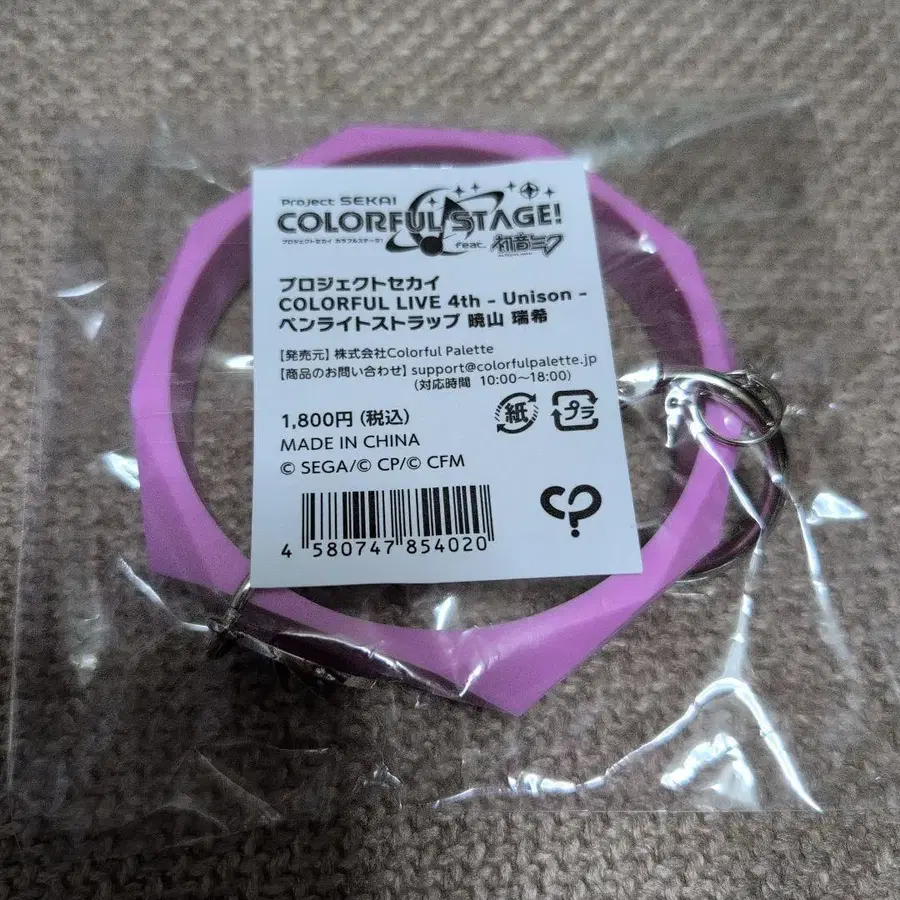 Project SEKAI
COLORFUL STAGE!
プロジェクトセカイ カラフルステージ!
feat. 初音ミク
プロジェクトセカイ
COLORFUL LIVE 4th - Unison -
ペンライトストラップ 暁山 瑞希
【発売元】株式会社Colorful Palette
【商品のお問い合わせ】support@colorfulpalette.jp
(対応時間 10:00～18:00)
1,800円(税込)
紙 プラ
MADE IN CHINA
© SEGA/© CP/© CFM
4 580747 854020